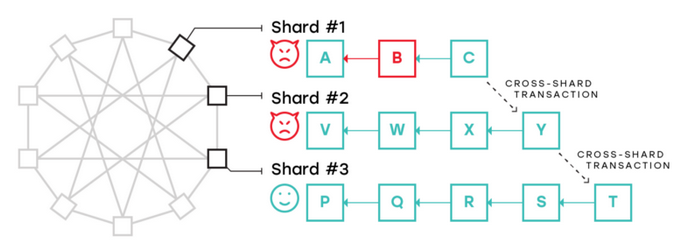 Shard #1
A B C
CROSS-SHARD
TRANSACTION
Shard #2
V W X Y
CROSS-SHARD
TRANSACTION
Shard #3
P Q R S T